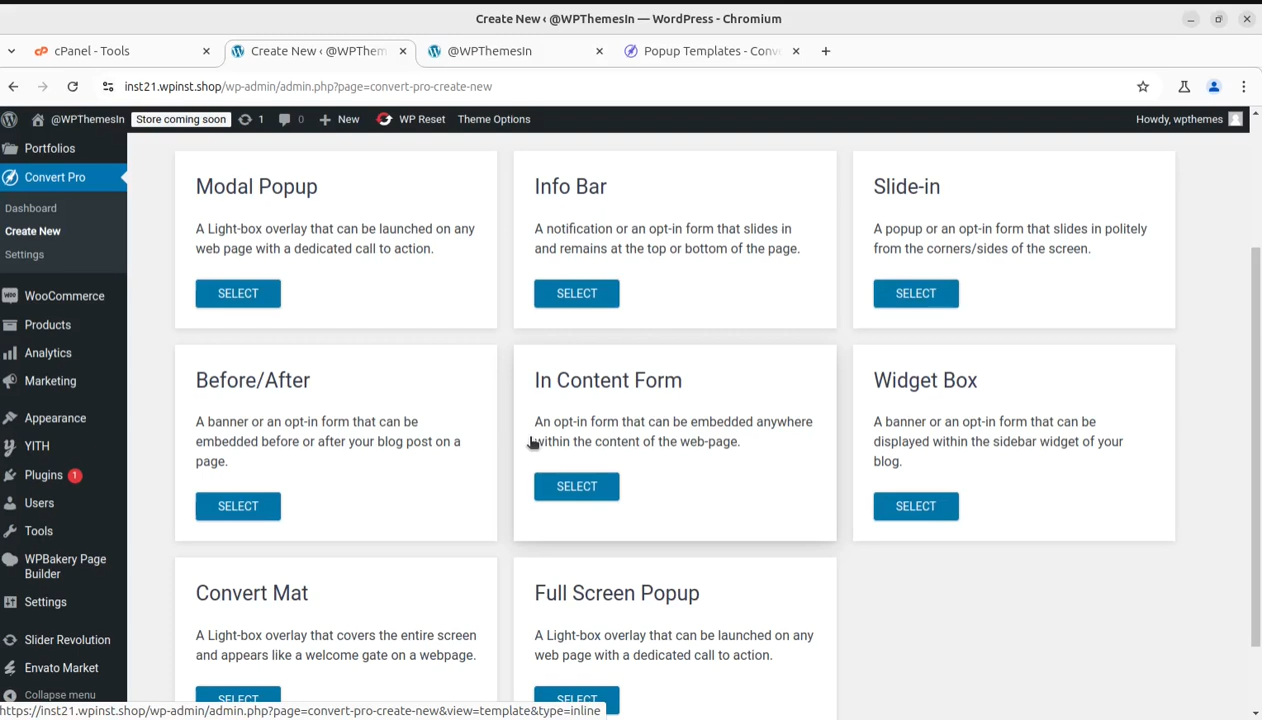 Create New ‹ @WPThemesIn — WordPress - Chromium
cPanel - Tools
Create New ‹ @WPThem
@WPThemesIn
Popup Templates - Conv
inst21.wpinst.shop/wp-admin/admin.php?page=convert-pro-create-new
@WPThemesIn
Store coming soon
1
0
New
WP Reset
Theme Options
Howdy, wpthemes
Portfolios
Convert Pro
Dashboard
Create New
Settings
WooCommerce
Products
Analytics
Marketing
Appearance
YITH
Plugins 1
Users
Tools
WPBakery Page
Builder
Settings
Slider Revolution
Envato Market
Collapse menu
Modal Popup
A Light-box overlay that can be launched on any
web page with a dedicated call to action.
SELECT
Info Bar
A notification or an opt-in form that slides in
and remains at the top or bottom of the page.
SELECT
Slide-in
A popup or an opt-in form that slides in politely
from the corners/sides of the screen.
SELECT
Before/After
A banner or an opt-in form that can be
embedded before or after your blog post on a
page.
SELECT
In Content Form
An opt-in form that can be embedded anywhere
within the content of the web-page.
SELECT
Widget Box
A banner or an opt-in form that can be
displayed within the sidebar widget of your
blog.
SELECT
Convert Mat
A Light-box overlay that covers the entire screen
and appears like a welcome gate on a webpage.
SELECT
Full Screen Popup
A Light-box overlay that can be launched on any
web page with a dedicated call to action.
SELECT
https://inst21.wpinst.shop/wp-admin/admin.php?page=convert-pro-create-new&view=template&type=inline